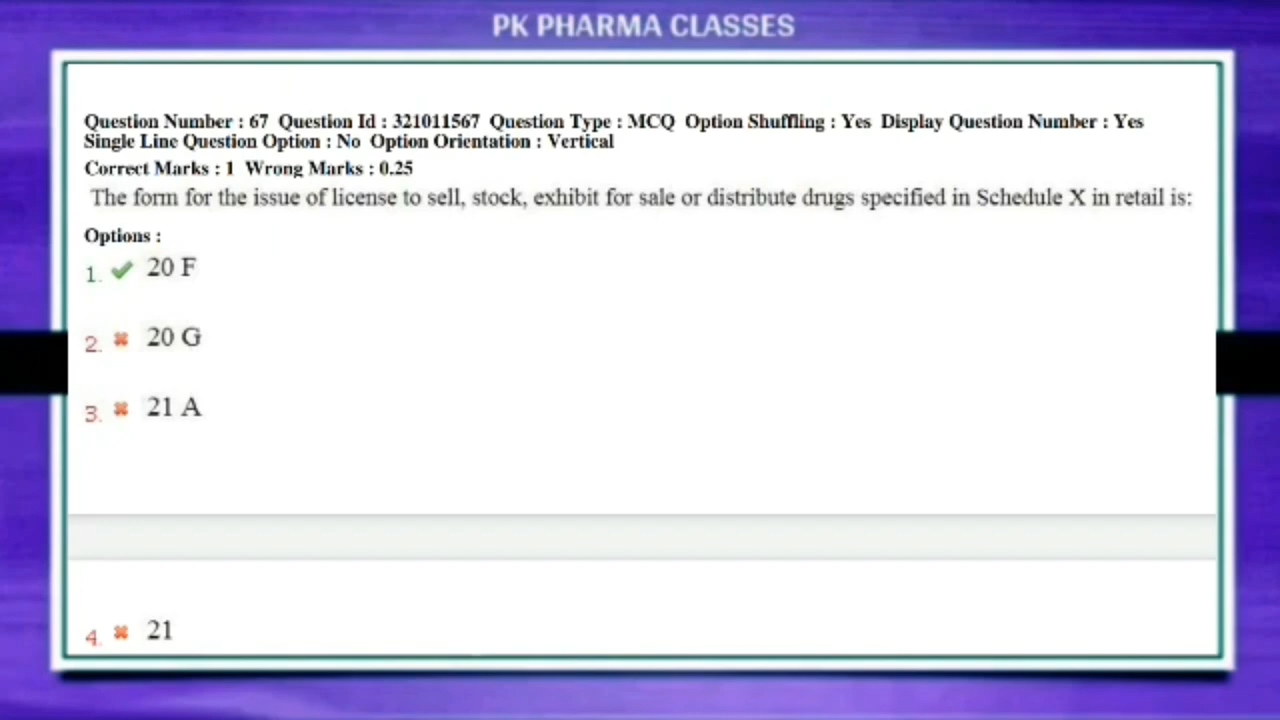 PK PHARMA CLASSES
Question Number : 67 Question Id : 321011567 Question Type : MCQ Option Shuffling : Yes Display Question Number : Yes
Single Line Question Option : No Option Orientation : Vertical
Correct Marks : 1 Wrong Marks : 0.25
The form for the issue of license to sell, stock, exhibit for sale or distribute drugs specified in Schedule X in retail is:
Options :
1. ✔ 20 F
2. ✖ 20 G
3. ✖ 21 A
4. ✖ 21